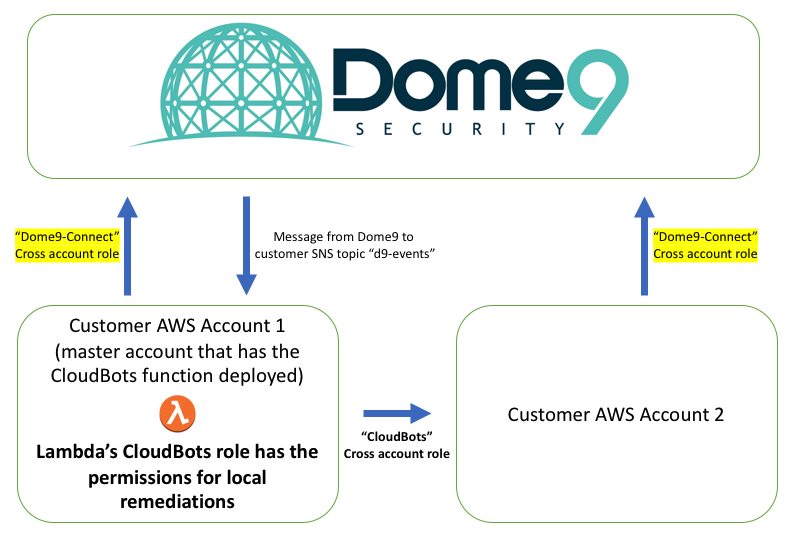 Dome9
SECURITY
“Dome9-Connect”
Cross account role
Message from Dome9 to
customer SNS topic “d9-events”
“Dome9-Connect”
Cross account role
Customer AWS Account 1
(master account that has the
CloudBots function deployed)
λ
Lambda’s CloudBots role has the
permissions for local
remediations
“CloudBots”
Cross account role
Customer AWS Account 2